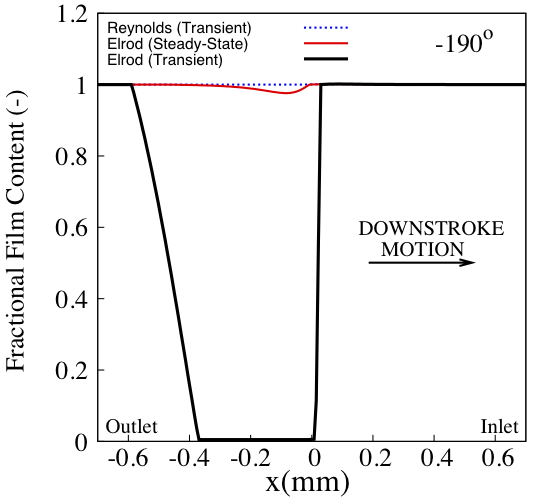 Reynolds (Transient)
Elrod (Steady-State)
Elrod (Transient)
-190°
1.2
1
0.8
0.6
0.4
0.2
0
Fractional Film Content (-)
DOWNSTROKE
MOTION
Outlet
Inlet
-0.6 -0.4 -0.2 0 0.2 0.4 0.6
x(mm)